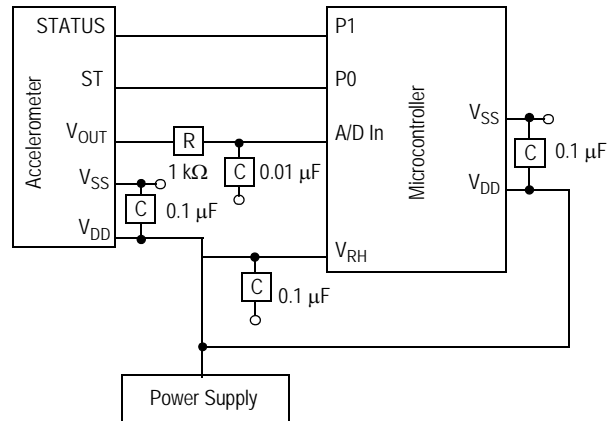 STATUS
ST
VOUT
VSS
VDD
Accelerometer
R
1 kΩ
C
0.01 μF
C
0.1 μF
P1
P0
A/D In
VRH
Microcontroller
VSS
VDD
C
0.1 μF
C
0.1 μF
Power Supply